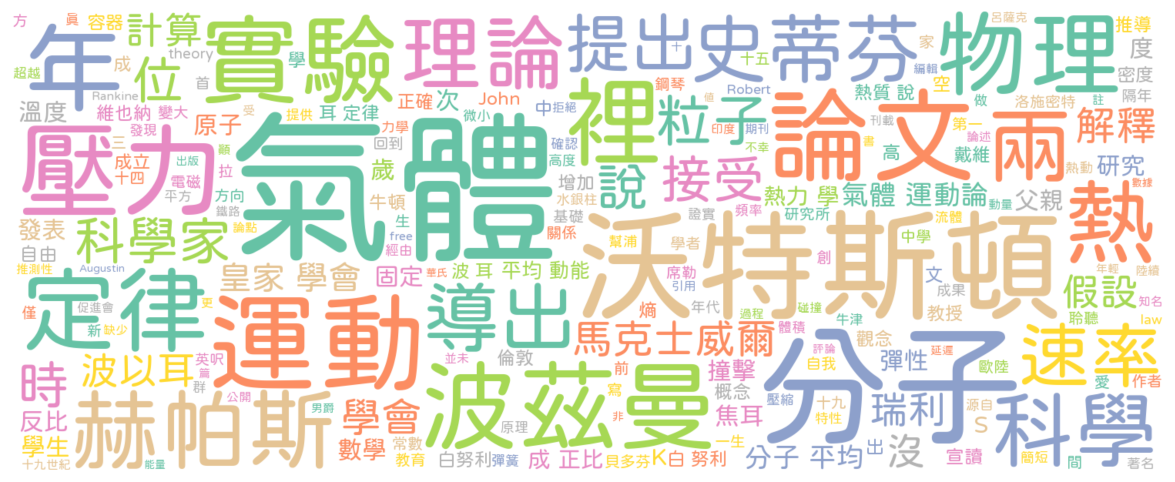 方 眞 容器 計算 實驗 理論 提出 十 史蒂芬 十五 家 呂薩克 物理 推導
年 成 theory 位 學 編輯 空 度
超越 Rankine 首 鋼琴 Robert 熱質 說 密度
溫度 維也納 變大 受 提供 耳 定律 正確 次 John 中 拒絕 裡 粒子 值 做 洛施密特 註 隔年
壓力 三 發現 原子 力學 微小 印度 期刊 論文 刊載 第一 兩 解釋
成立 出版 顧 回到 氣體 確認 不幸 書 論述
十四 拉 歲 高度 說 接受 高 戴維 熱動 研究 數據
電磁 平方 方向 牛頓 增加 熱力 學 氣體 運動論 動量 父親 熱
發表 鐵路 論點 生 水銀柱 證實 頻率 研究所 流體
科學家 自由 free 基礎 關係 學者 中學 年輕 陸續
推測性 Augustin 皇家 學會 經由 華氏 固定 波 耳 平均 動能 幫浦 席勒 引用 創 文 沃特斯頓
定律 促進會 更 運動 導出 熵 年代 過程 成果 教授 假設 知名
僅 新 缺少 碰撞 牛津 聆聽 law
波以耳 英呎 並未 倫敦 馬克士威爾 體積 觀念 分子 速率
時 篇 群 公開 前 撞擊 評論 自我 彈性 延遲 歐陸 愛 作者
反比 赫帕斯 男爵 學會 波茲曼 寫 概念 壓縮 瑞利 源自 科學
學生 數學 常數 原理 非 焦耳 十九 特性 S
十九世紀 能量 教育 白努利 彈簧 成 正比 貝多芬 K 白 努利 一生 分子 平均 出 沒 宣讀 簡短 間 著名